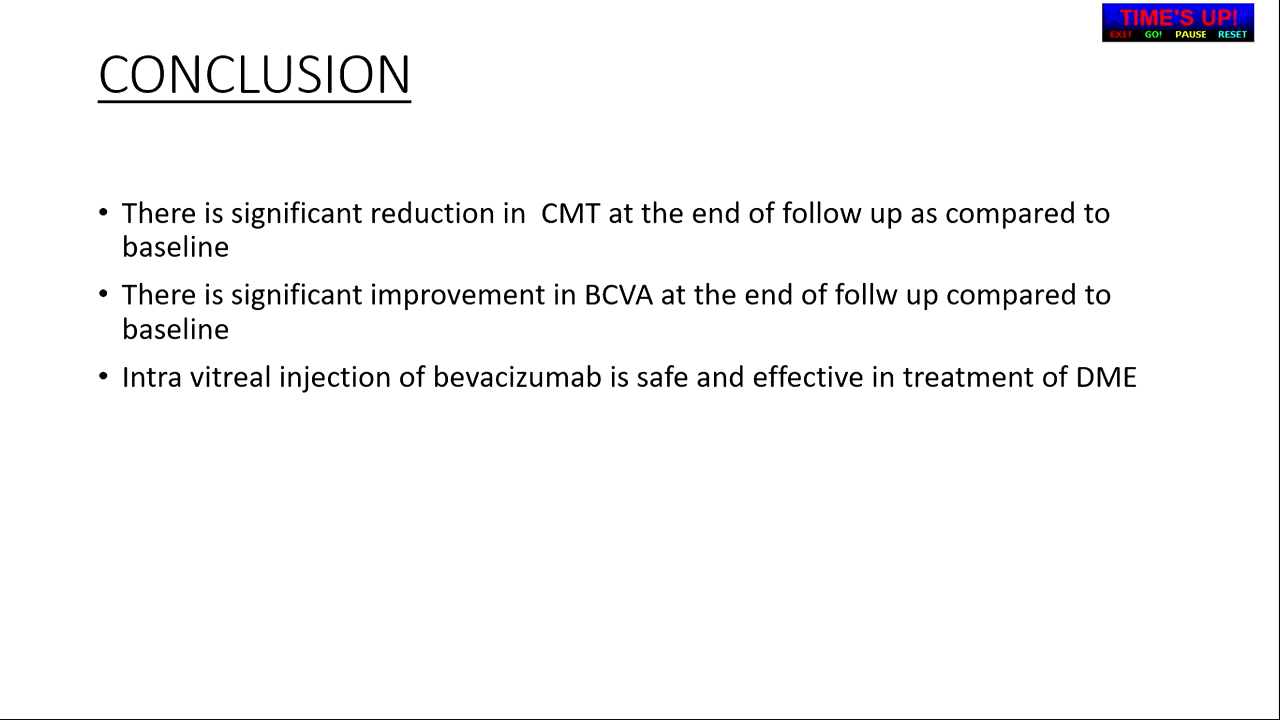 TIME'S UP!
EXIT GO! PAUSE RESET
CONCLUSION
• There is significant reduction in  CMT at the end of follow up as compared to
baseline
• There is significant improvement in BCVA at the end of follw up compared to
baseline
• Intra vitreal injection of bevacizumab is safe and effective in treatment of DME